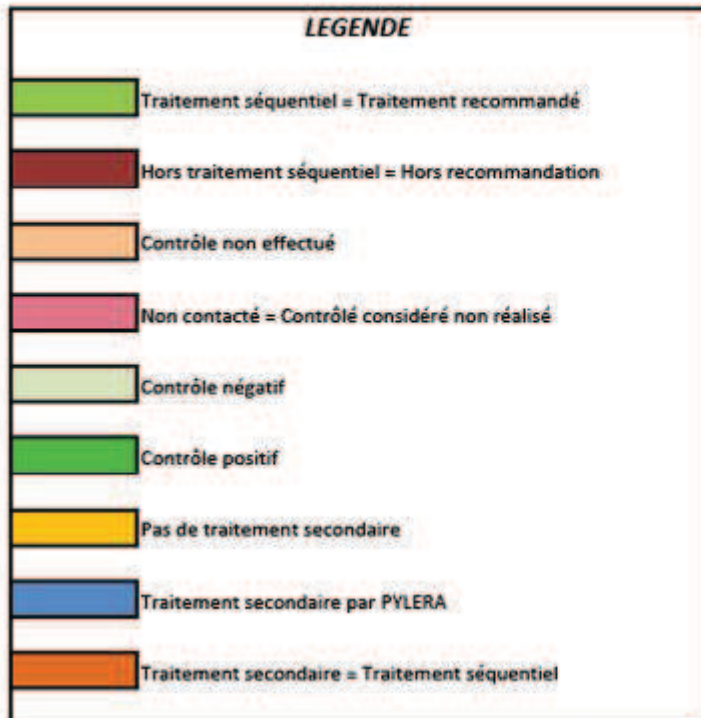 LEGENDE
Traitement séquentiel = Traitement recommandé
Hors traitement séquentiel = Hors recommandation
Contrôle non effectué
Non contacté = Contrôlé considéré non réalisé
Contrôle négatif
Contrôle positif
Pas de traitement secondaire
Traitement secondaire par PYLERA
Traitement secondaire = Traitement séquentiel